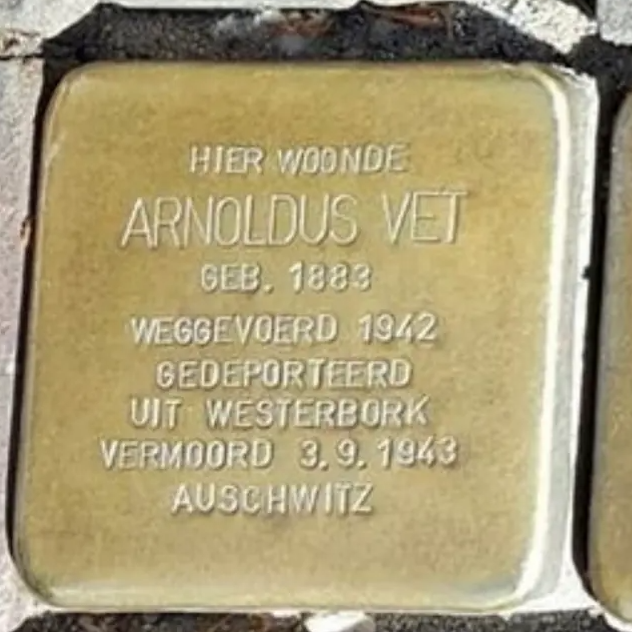 HIER WOONDE
ARNOLDUS VET
GEB. 1883
WEGGEVOERD 1942
GEDEPORTEERD
UIT WESTERBORK
VERMOORD 3.9.1943
AUSCHWITZ